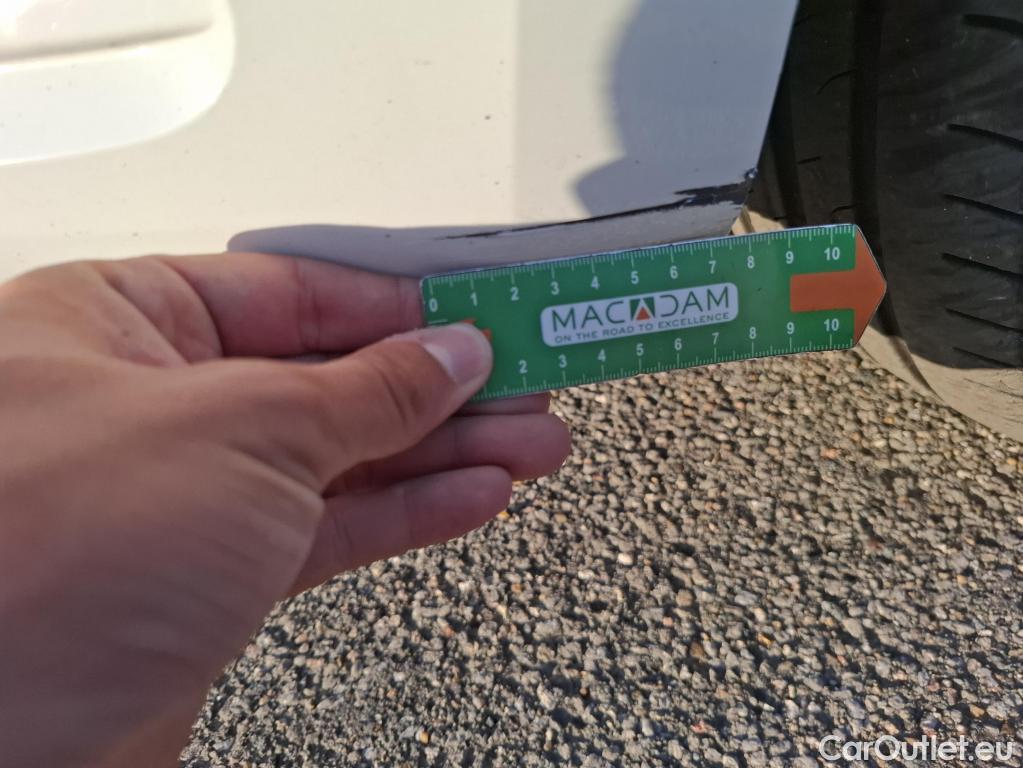 0 1 2 3 4 5 6 7 8 9 10
MACADAM
ON THE ROAD TO EXCELLENCE
2 3 4 5 6 7 8 9 10
CarOutlet.eu